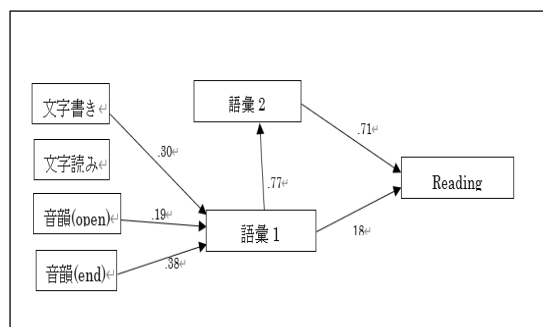 文字書き
文字読み
音韻(open)
音韻(end)
語彙 2
語彙 1
Reading
.30
.19
.38
.77
.71
18